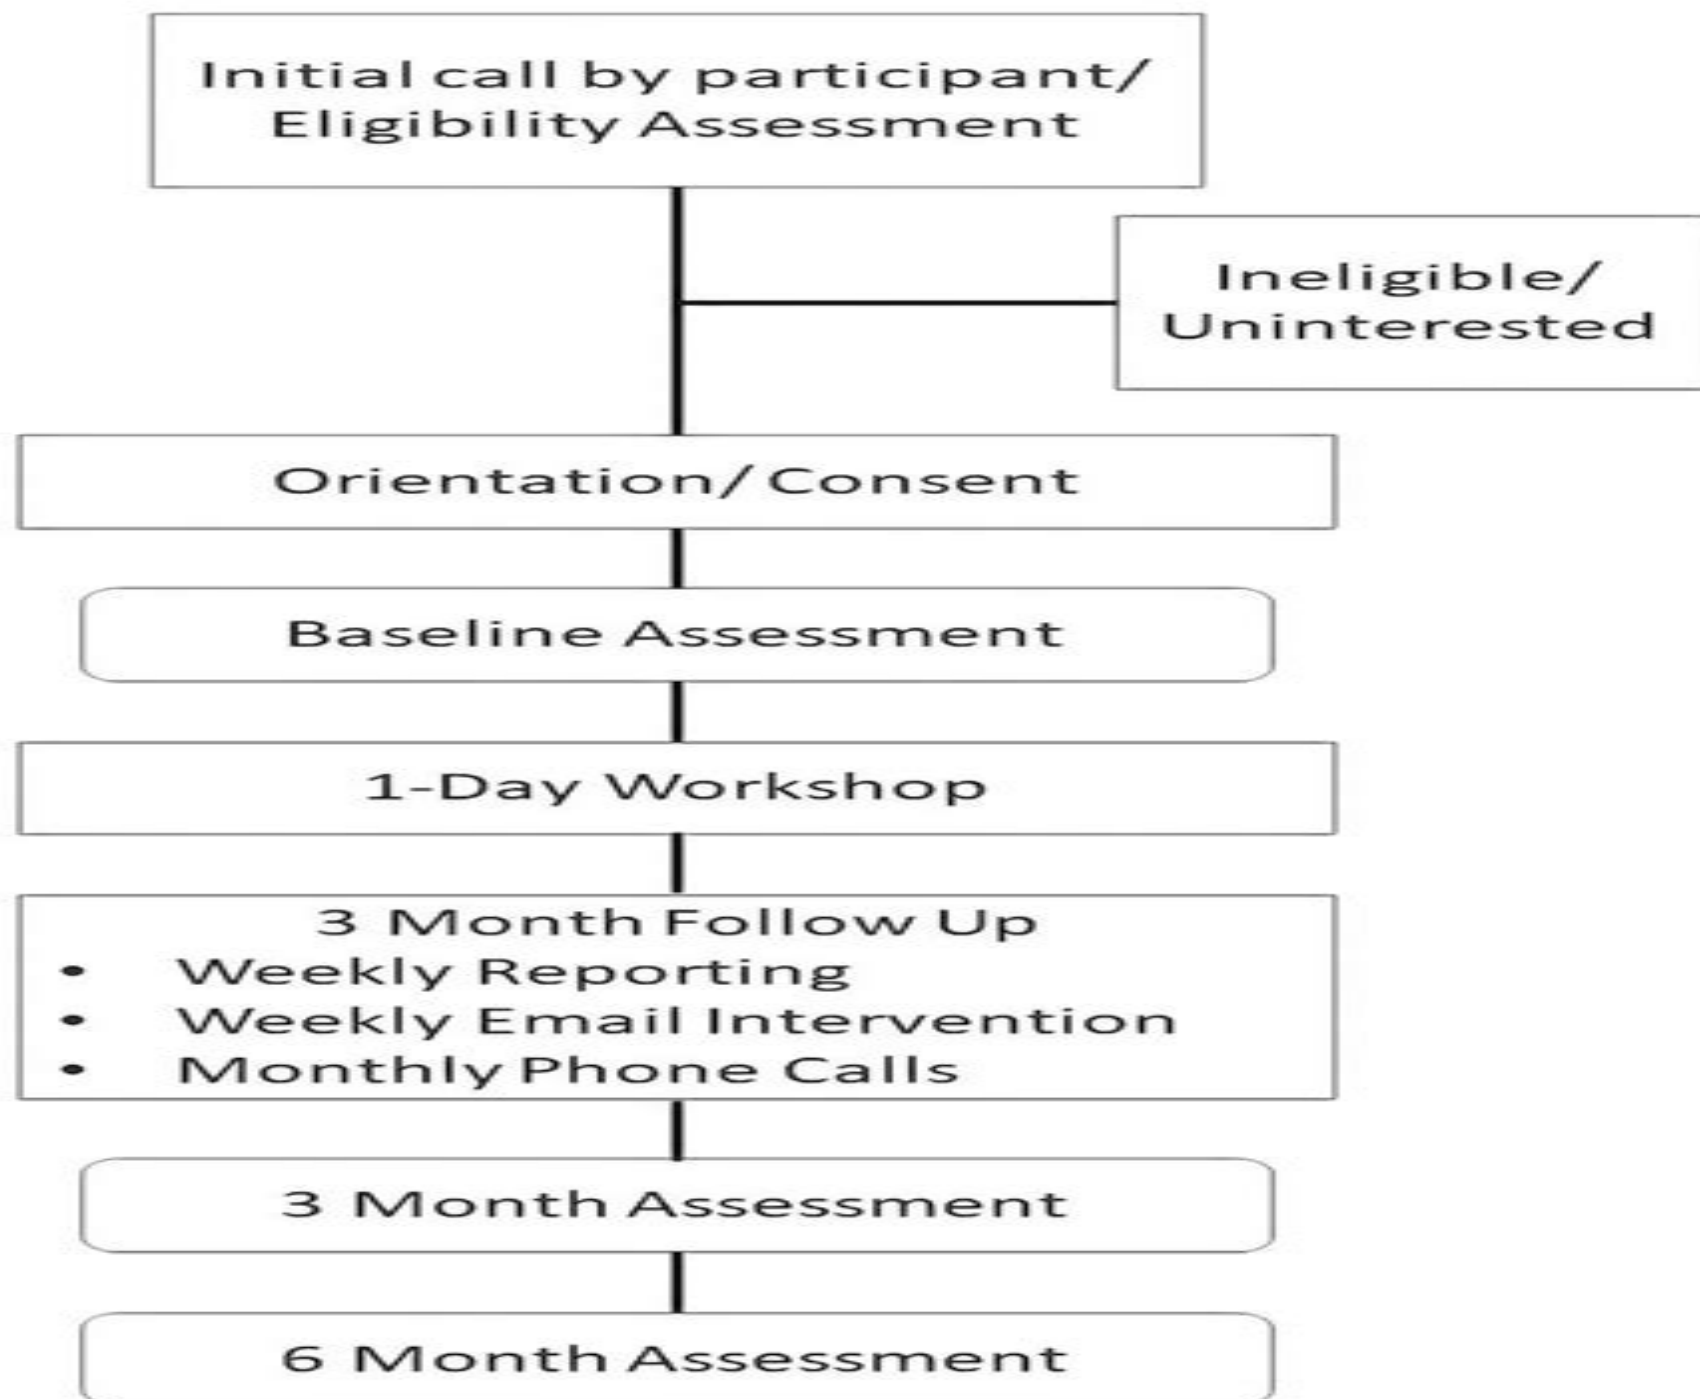 Initial call by participant/
Eligibility Assessment
Ineligible/
Uninterested
Orientation/Consent
Baseline Assessment
1-Day Workshop
3 Month Follow Up
• Weekly Reporting
• Weekly Email Intervention
• Monthly Phone Calls
3 Month Assessment
6 Month Assessment